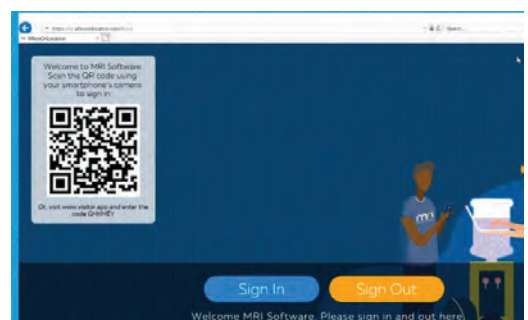 WhosOnLocation
Welcome to MRI Software.
Scan the QR code using
your smartphone's camera
to sign in
Or, visit www.visitor.app and enter the
code
mri
Sign In
Sign Out
Welcome MRI Software. Please sign in and out here